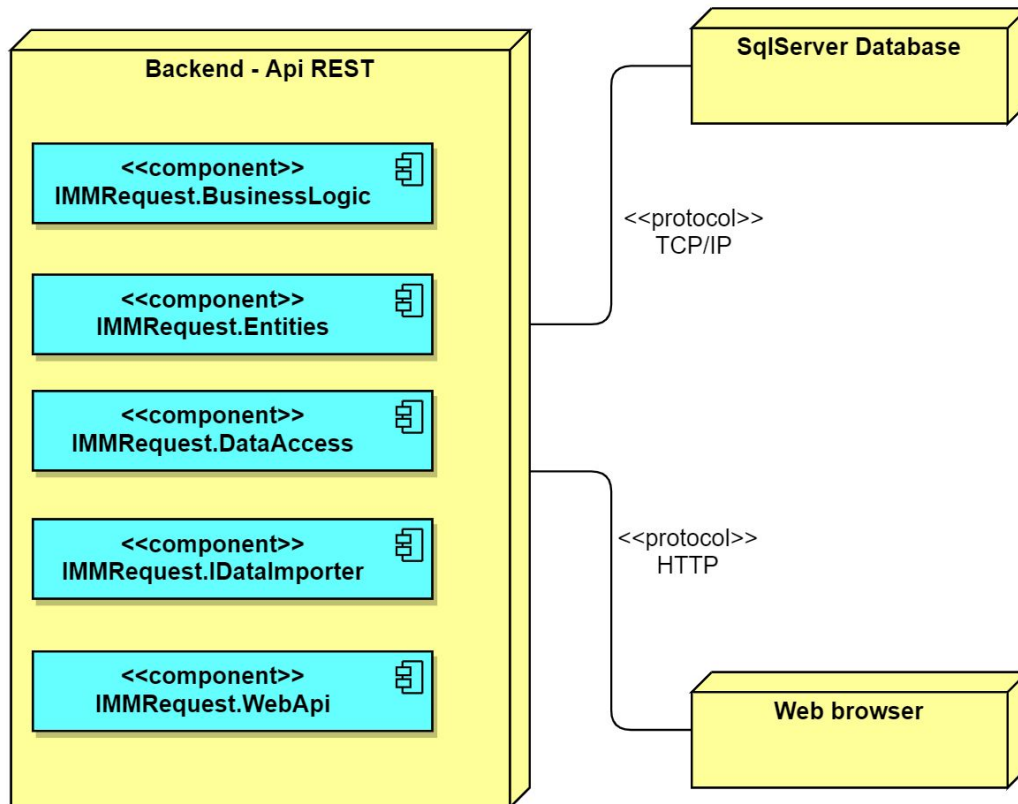 Backend - Api REST
<<component>>
IMMRequest.BusinessLogic
<<component>>
IMMRequest.Entities
<<component>>
IMMRequest.DataAccess
<<component>>
IMMRequest.IDataImporter
<<component>>
IMMRequest.WebApi
SqlServer Database
<<protocol>>
TCP/IP
<<protocol>>
HTTP
Web browser